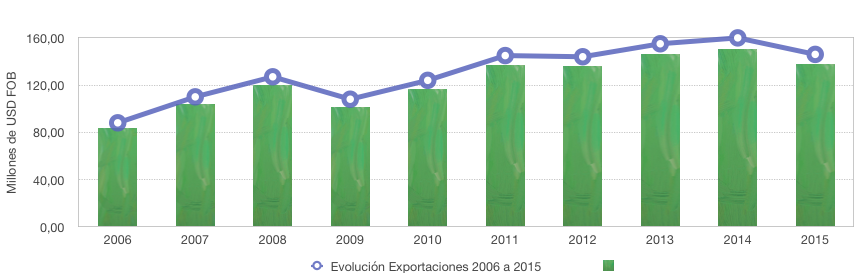 Millones de USD FOB
160,00
120,00
80,00
40,00
0,00
2006 2007 2008 2009 2010 2011 2012 2013 2014 2015
Evolución Exportaciones 2006 a 2015